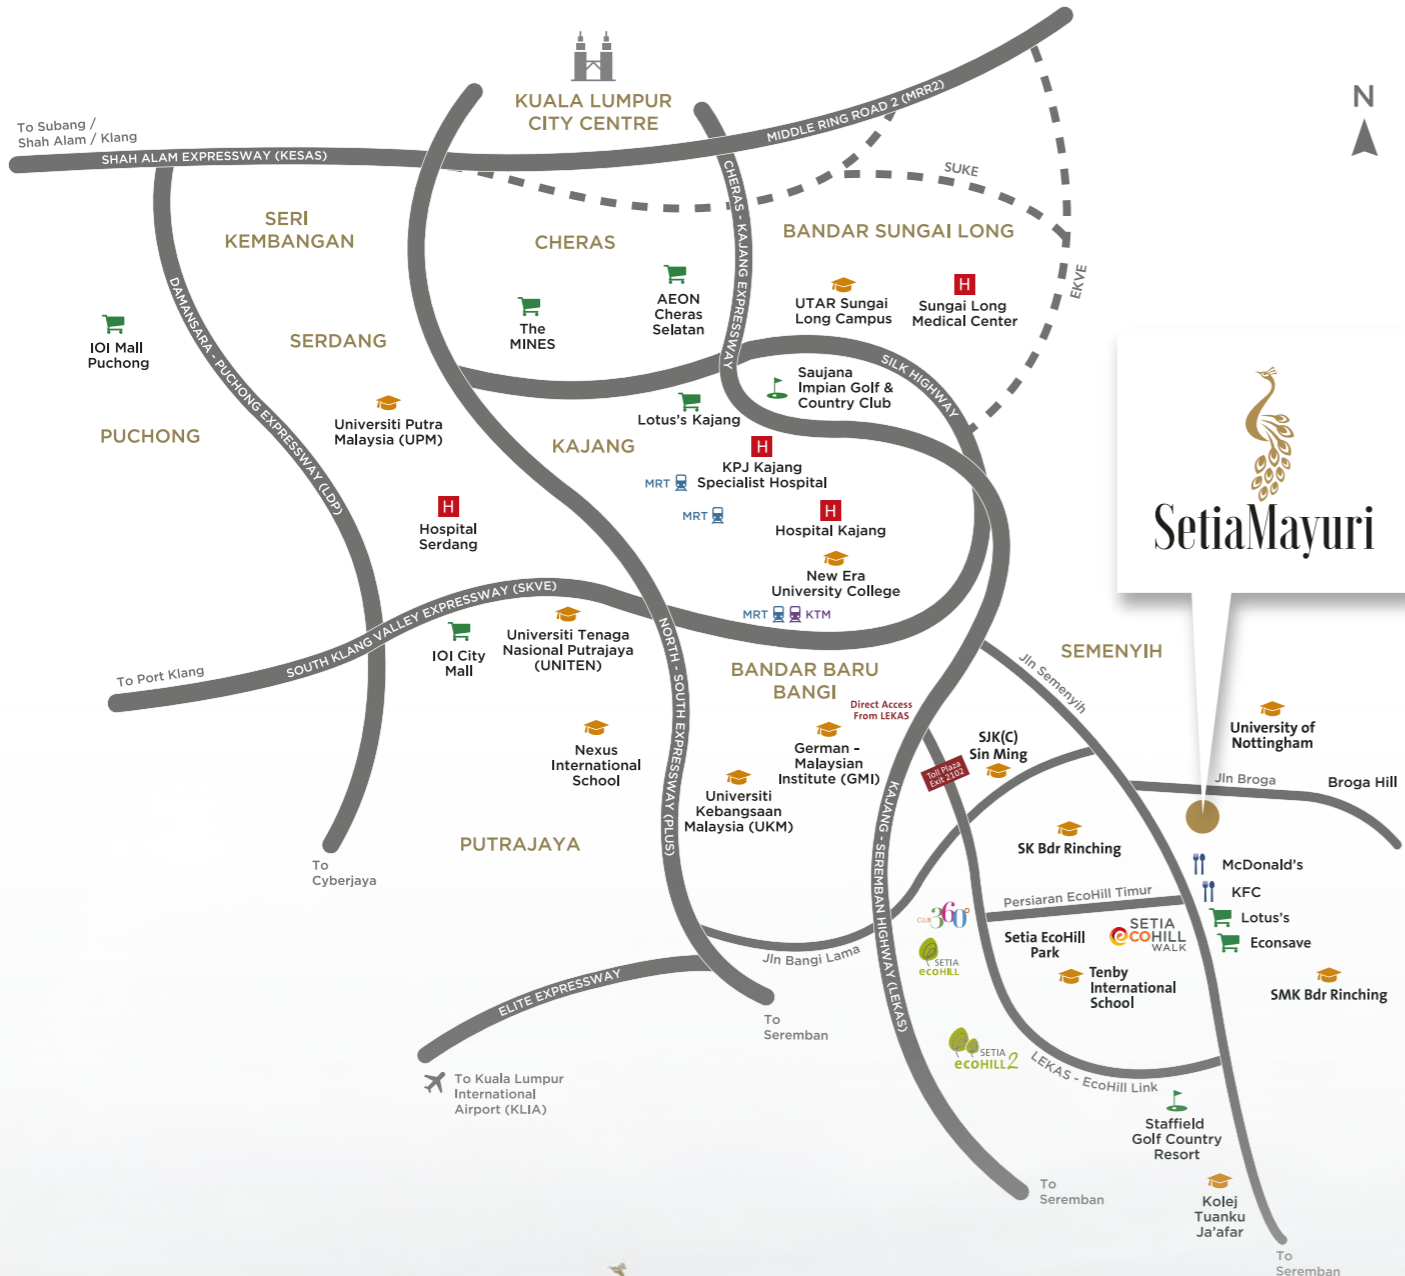 KUALA LUMPUR
CITY CENTRE
N
To Subang /
Shah Alam / Klang
SHAH ALAM EXPRESSWAY (KESAS)
MIDDLE RING ROAD 2 (MRR2)
SUKE
EKVE
CHERAS - KAJANG EXPRESSWAY
SERI
KEMBANGAN
CHERAS
BANDAR SUNGAI LONG
AEON
Cheras
Selatan
UTAR Sungai
Long Campus
H
Sungai Long
Medical Center
The
MINES
IOI Mall
Puchong
SERDANG
DAMANSARA - PUCHONG EXPRESSWAY (LDP)
SILK HIGHWAY
Saujana
Impian Golf &
Country Club
Universiti Putra
Malaysia (UPM)
Lotus's Kajang
PUCHONG
KAJANG
H
KPJ Kajang
Specialist Hospital
MRT
MRT
H
Hospital
Serdang
H
Hospital Kajang
New Era
University College
MRT
KTM
SetiaMayuri
SOUTH KLANG VALLEY EXPRESSWAY (SKVE)
To Port Klang
IOI City
Mall
Universiti Tenaga
Nasional Putrajaya
(UNITEN)
NORTH - SOUTH EXPRESSWAY (PLUS)
BANDAR BARU
BANGI
Direct Access
From LEKAS
Jln Semenyih
SEMENYIH
University of
Nottingham
Nexus
International
School
German -
Malaysian
Institute (GMI)
SJK(C)
Sin Ming
Toll Plaza
Exit 2102
Jln Broga
Broga Hill
Universiti
Kebangsaan
Malaysia (UKM)
KAJANG - SEREMBAN HIGHWAY (LEKAS)
PUTRAJAYA
To
Cyberjaya
SK Bdr Rinching
McDonald's
KFC
Lotus's
Econsave
Persiaran EcoHill Timur
CLUB 360°
SETIA
ecoHILL
Setia EcoHill
Park
SETIA
ecoHILL
WALK
Tenby
International
School
SMK Bdr Rinching
Jln Bangi Lama
ELITE EXPRESSWAY
To
Seremban
SETIA
ecoHILL 2
LEKAS - EcoHill Link
To Kuala Lumpur
International
Airport (KLIA)
Staffield
Golf Country
Resort
To
Seremban
Kolej
Tuanku
Ja'afar
To
Seremban